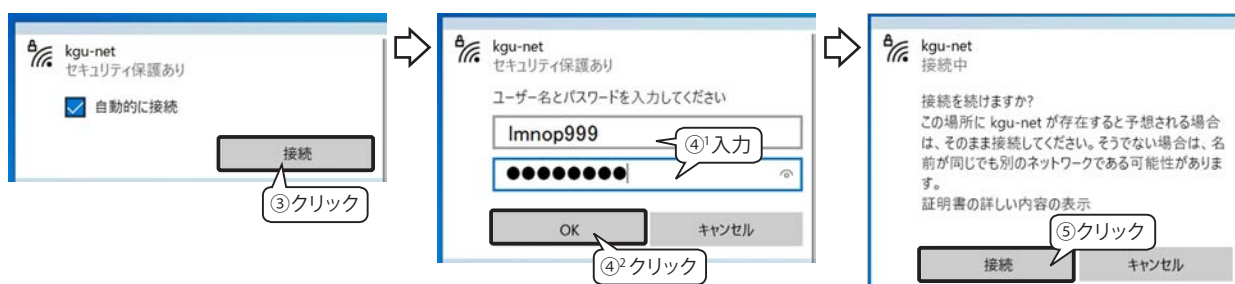 kgu-net
セキュリティ保護あり
自動的に接続
接続
③クリック
kgu-net
セキュリティ保護あり
ユーザー名とパスワードを入力してください
lmnop999
④¹入力
●●●●●●●●
OK
キャンセル
④²クリック
kgu-net
接続中
接続を続けますか?
この場所に kgu-net が存在すると予想される場合
は、そのまま接続してください。そうでない場合は、名
前が同じでも別のネットワークである可能性がありま
す。
証明書の詳しい内容の表示
⑤クリック
接続
キャンセル